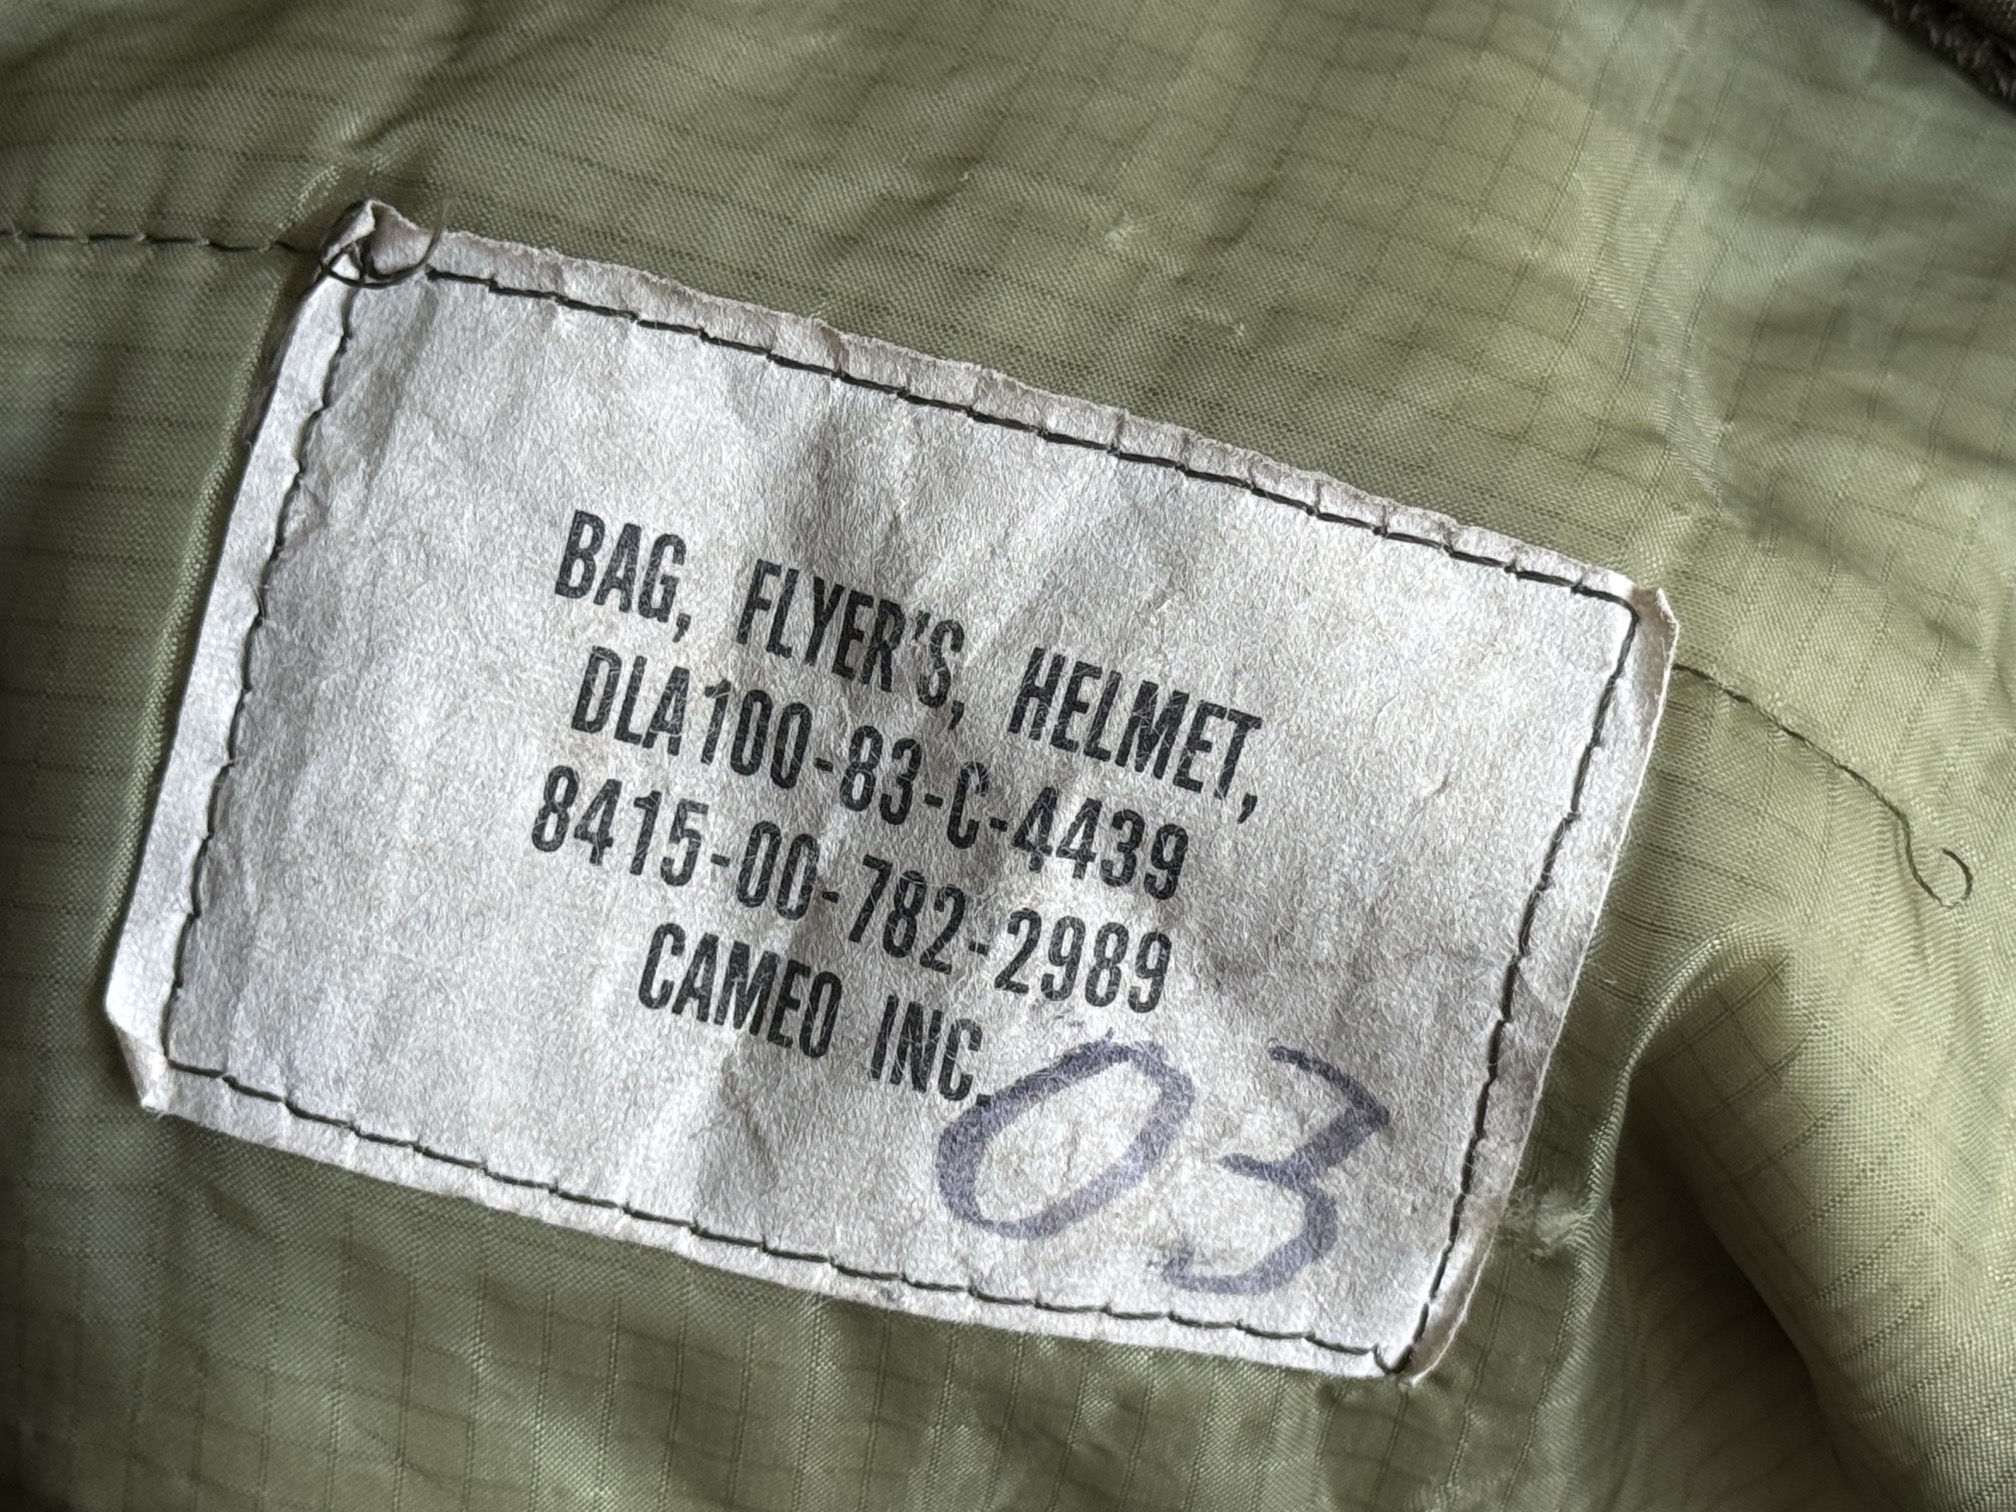 BAG, FLYER'S, HELMET,
DLA100-83-C-4439
8415-00-782-2989
CAMEO INC.
03